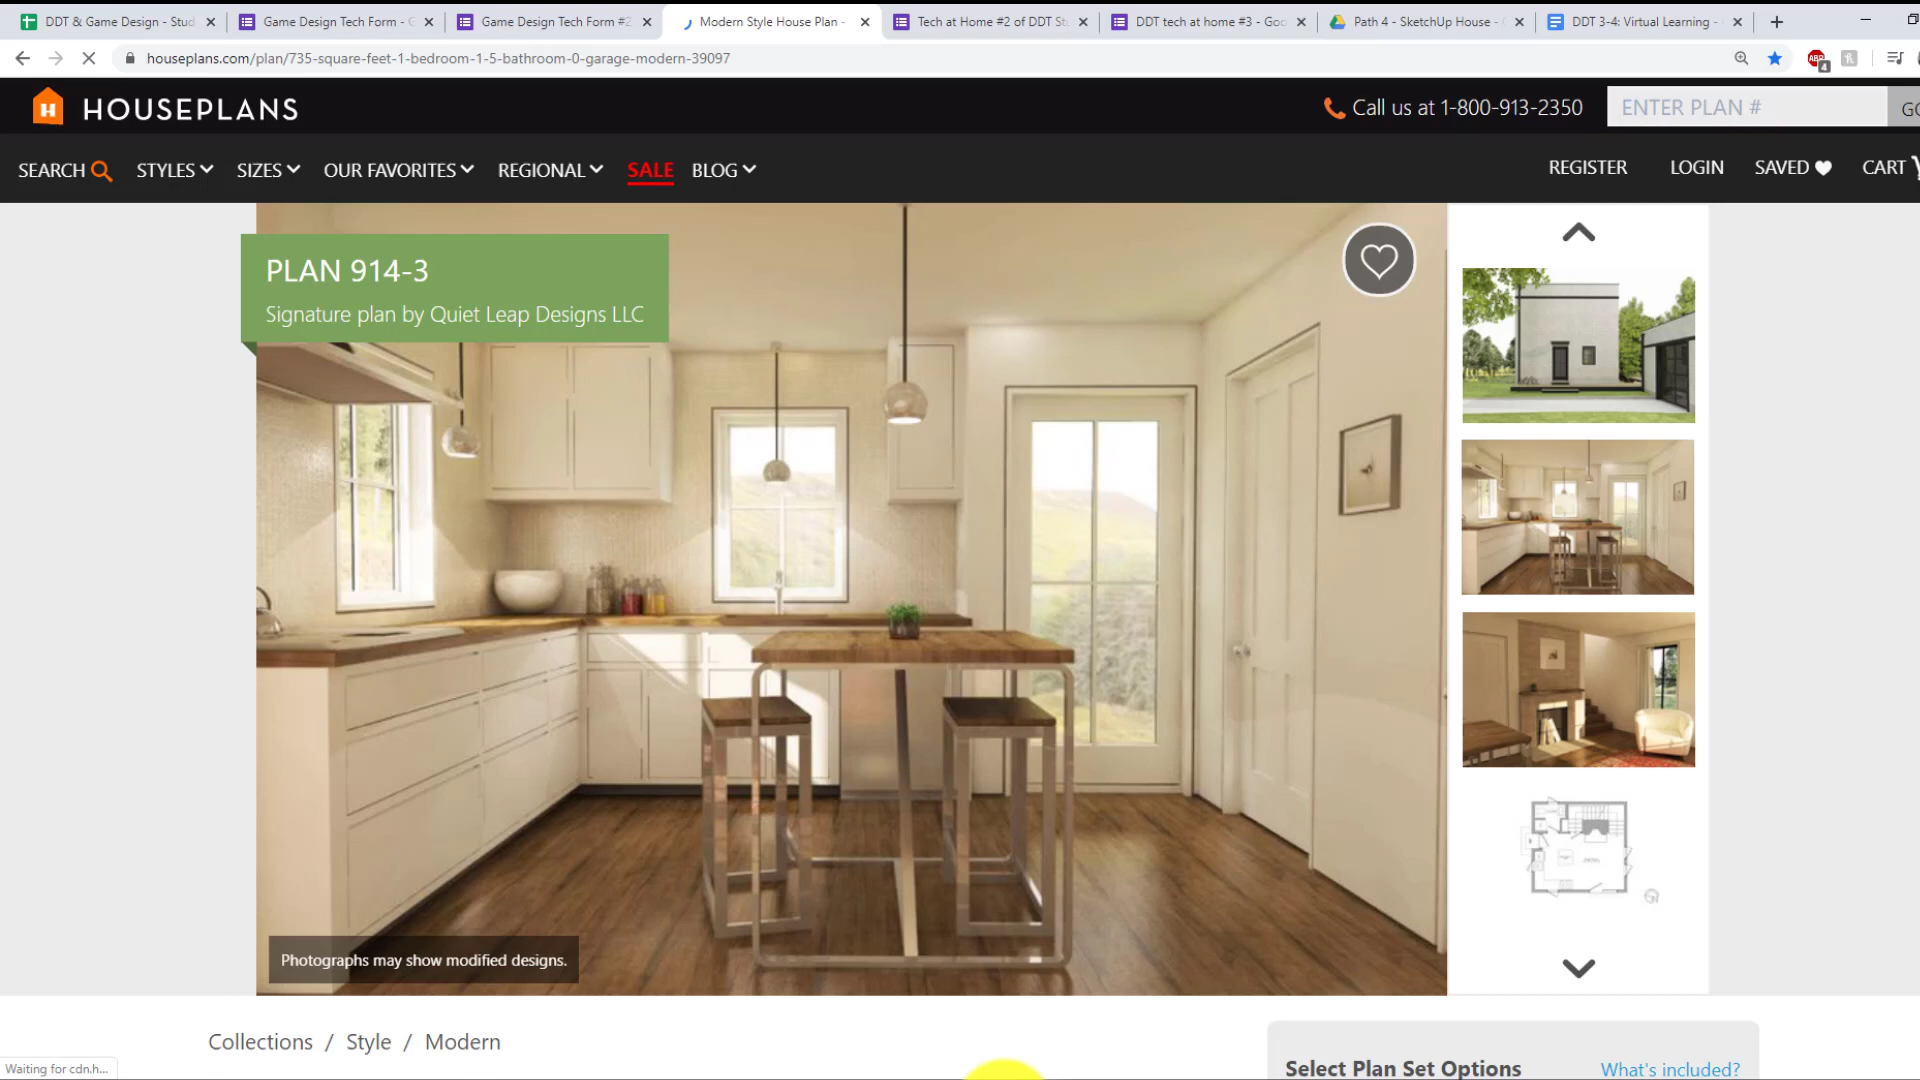 DDT & Game Design - Stud
Game Design Tech Form - G
Game Design Tech Form #2
Modern Style House Plan -
Tech at Home #2 of DDT St
DDT tech at home #3 - Goo
Path 4 - SketchUp House -
DDT 3-4: Virtual Learning -
houseplans.com/plan/735-square-feet-1-bedroom-1-5-bathroom-0-garage-modern-39097
ABP
4
H HOUSEPLANS
Call us at 1-800-913-2350
ENTER PLAN #
GO
SEARCH
STYLES
SIZES
OUR FAVORITES
REGIONAL
SALE
BLOG
REGISTER
LOGIN
SAVED
CART
PLAN 914-3
Signature plan by Quiet Leap Designs LLC
Photographs may show modified designs.
Collections / Style / Modern
Select Plan Set Options
What's included?
Waiting for cdn.h...